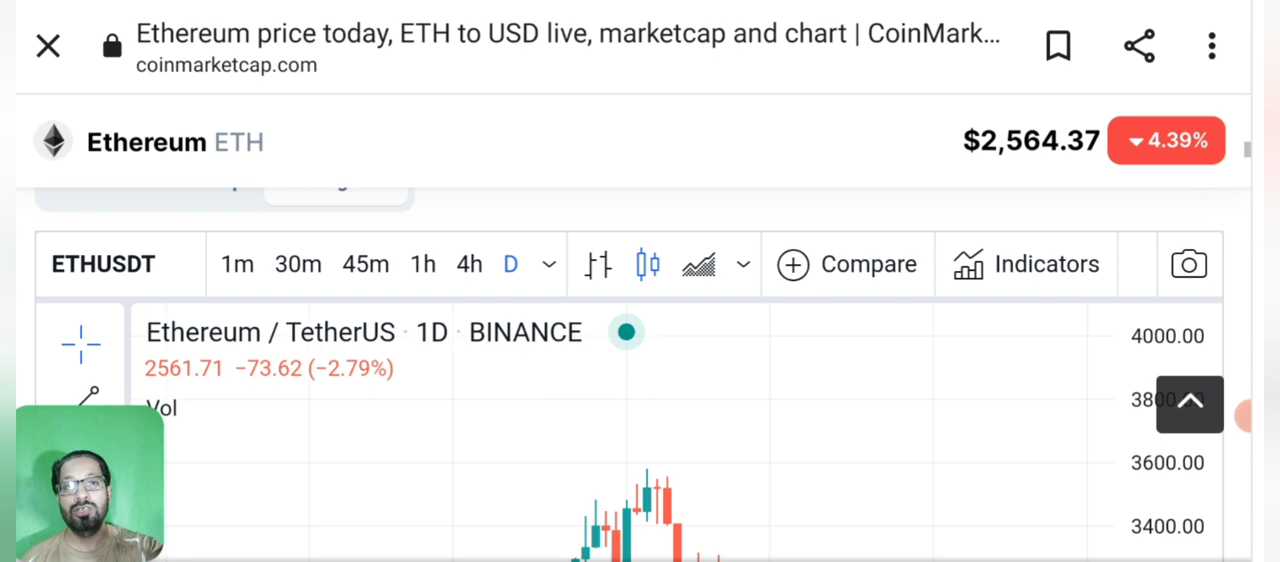 Ethereum price today, ETH to USD live, marketcap and chart | CoinMark...
coinmarketcap.com
Ethereum ETH
$2,564.37 4.39%
ETHUSDT 1m 30m 45m 1h 4h D Compare Indicators
Ethereum / TetherUS · 1D · BINANCE
4000.00
2561.71 −73.62 (−2.79%)
Vol
3600.00
3400.00